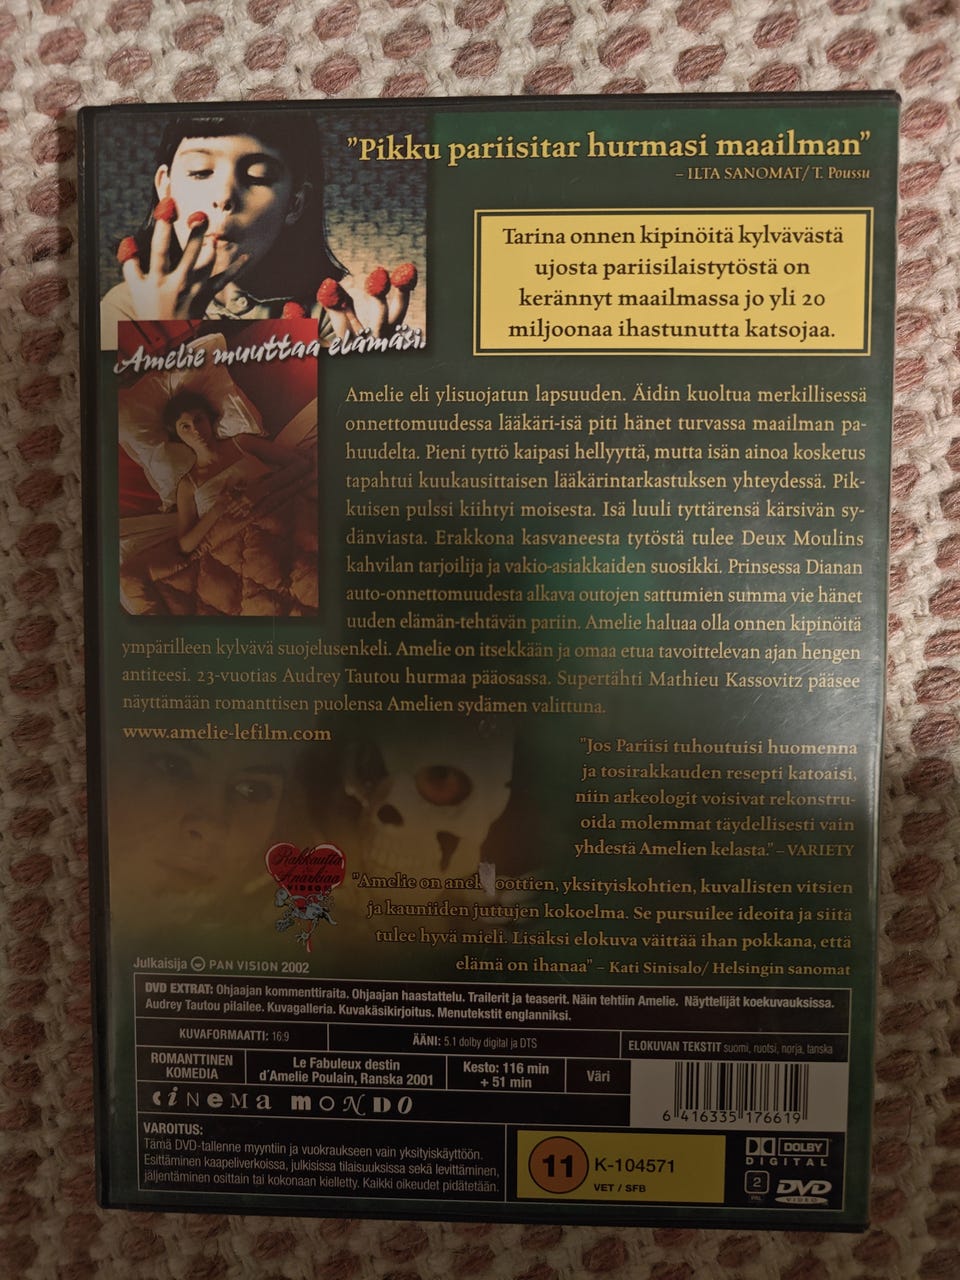 "Pikku pariisitar hurmasi maailman"
– ILTA SANOMAT/ T. Poussu
Tarina onnen kipinöitä kylvävästä
ujosta pariisilaistytöstä on
kerännyt maailmassa jo yli 20
miljoonaa ihastunutta katsojaa.
Amelie muuttaa elämäsi.
Amelie eli ylisuojatun lapsuuden. Äidin kuoltua merkillisessä
onnettomuudessa lääkäri-isä piti hänet turvassa maailman pa-
huudelta. Pieni tyttö kaipasi hellyyttä, mutta isän ainoa kosketus
tapahtui kuukausittaisen lääkärintarkastuksen yhteydessä. Pik-
kuisen pulssi kiihtyi moisesta. Isä luuli tyttärensä kärsivän sy-
dänviasta. Erakkona kasvaneesta tytöstä tulee Deux Moulins
kahvilan tarjoilija ja vakio-asiakkaiden suosikki. Prinsessa Dianan
auto-onnettomuudesta alkava outojen sattumien summa vie hänet
uuden elämän-tehtävän pariin. Amelie haluaa olla onnen kipinöitä
ympärilleen kylvävä suojelusenkeli. Amelie on itsekkään ja omaa etua tavoittelevan ajan hengen
antiteesi. 23-vuotias Audrey Tautou hurmaa pääosassa. Supertähti Mathieu Kassovitz pääsee
näyttämään romanttisen puolensa Amelien sydämen valittuna.
www.amelie-lefilm.com
"Jos Pariisi tuhoutuisi huomenna
ja tosirakkauden resepti katoaisi,
niin arkeologit voisivat rekonstru-
oida molemmat täydellisesti vain
yhdestä Amelien kelasta." – VARIETY
Rakkautta
Anarkiaa
VIDEO
"Amelie on anek oottien, yksityiskohtien, kuvallisten vitsien
ja kauniiden juttujen kokoelma. Se pursuilee ideoita ja siitä
tulee hyvä mieli. Lisäksi elokuva väittää ihan pokkana, että
elämä on ihanaa" – Kati Sinisalo/ Helsingin sanomat
Julkaisija PAN VISION 2002
DVD EXTRAT: Ohjaajan kommenttiraita. Ohjaajan haastattelu. Trailerit ja teaserit. Näin tehtiin Amelie. Näyttelijät koekuvauksissa.
Audrey Tautou pilailee. Kuvagalleria. Kuvakäsikirjoitus. Menutekstit englanniksi.
KUVAFORMAATTI: 16:9
ÄÄNI: 5.1 dolby digital ja DTS
ELOKUVAN TEKSTIT suomi, ruotsi, norja, tanska
ROMANTTINEN
KOMEDIA
Le Fabuleux destin
d´Amelie Poulain, Ranska 2001
Kesto: 116 min
+ 51 min
Väri
CiNeMa MONDO
6 416335 176619
VAROITUS:
Tämä DVD-tallenne myyntiin ja vuokraukseen vain yksityiskäyttöön.
Esittäminen kaapeliverkoissa, julkisissa tilaisuuksissa sekä levittäminen,
jäljentäminen osittain tai kokonaan kielletty. Kaikki oikeudet pidätetään.
11 K-104571
VET / SFB
DOLBY
DIGITAL
2
PAL
DVD
VIDEO